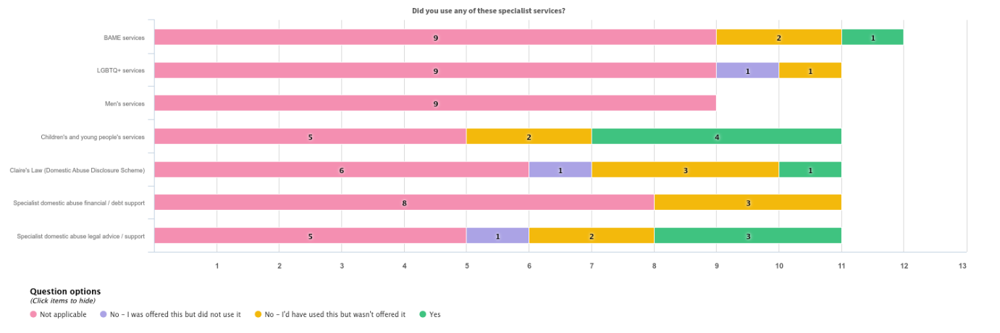 Did you use any of these specialist services?
BAME services 9 2 1
LGBTQ+ services 9 1 1
Men's services 9
Children's and young people's services 5 2 4
Claire's Law (Domestic Abuse Disclosure Scheme) 6 1 3 1
Specialist domestic abuse financial / debt support 8 3
Specialist domestic abuse legal advice / support 5 1 2 3
1 2 3 4 5 6 7 8 9 10 11 12 13
Question options
(Click items to hide)
Not applicable No – I was offered this but did not use it No – I'd have used this but wasn't offered it Yes